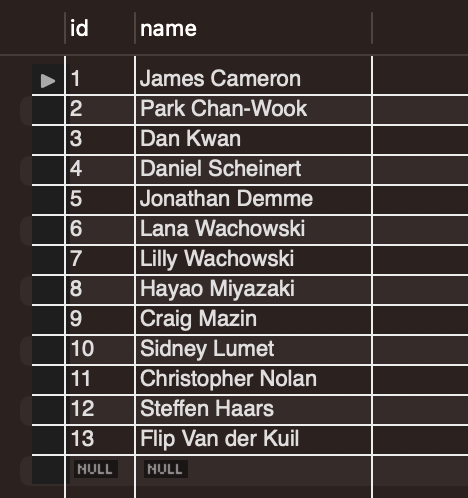 id name
1 James Cameron
2 Park Chan-Wook
3 Dan Kwan
4 Daniel Scheinert
5 Jonathan Demme
6 Lana Wachowski
7 Lilly Wachowski
8 Hayao Miyazaki
9 Craig Mazin
10 Sidney Lumet
11 Christopher Nolan
12 Steffen Haars
13 Flip Van der Kuil
NULL NULL